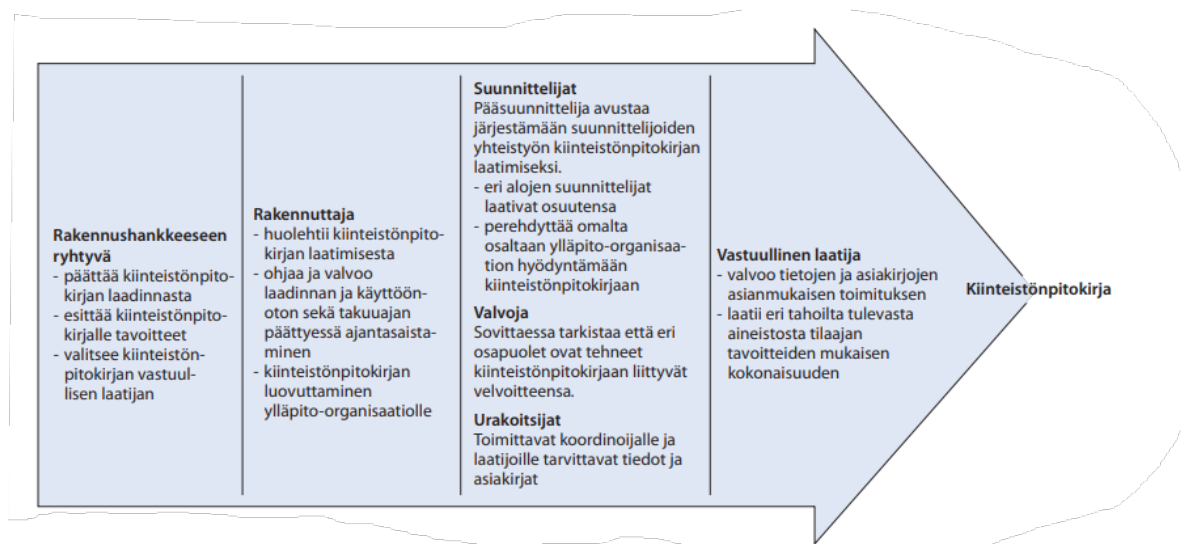 Rakennushankkeeseen
ryhtyvä
- päättää kiinteistönpito-
kirjan laadinnasta
- esittää kiinteistönpito-
kirjalle tavoitteet
- valitsee kiinteistön-
pitokirjan vastuul-
lisen laatijan
Rakennuttaja
- huolehtii kiinteistönpito-
kirjan laatimisesta
- ohjaa ja valvoo
laadinnan ja käyttöön-
oton sekä takuuajan
päättyessä ajantasaista-
minen
- kiinteistönpitokirjan
luovuttaminen
ylläpito-organisaatiolle
Suunnittelijat
Pääsuunnittelija avustaa
järjestämään suunnittelijoiden
yhteistyön kiinteistönpitokirjan
laatimiseksi.
- eri alojen suunnittelijat
laativat osuutensa
- perehdyttää omalta
osaltaan ylläpito-organisaa-
tion hyödyntämään
kiinteistönpitokirjaan
Valvoja
Sovittaessa tarkistaa että eri
osapuolet ovat tehneet
kiinteistönpitokirjaan liittyvät
velvoitteensa.
Urakoitsijat
Toimittavat koordinoijalle ja
laatijoille tarvittavat tiedot ja
asiakirjat
Vastuullinen laatija
- valvoo tietojen ja asiakirjojen
asianmukaisen toimituksen
- laatii eri tahoilta tulevasta
aineistosta tilaajan
tavoitteiden mukaisen
kokonaisuuden
Kiinteistönpitokirja